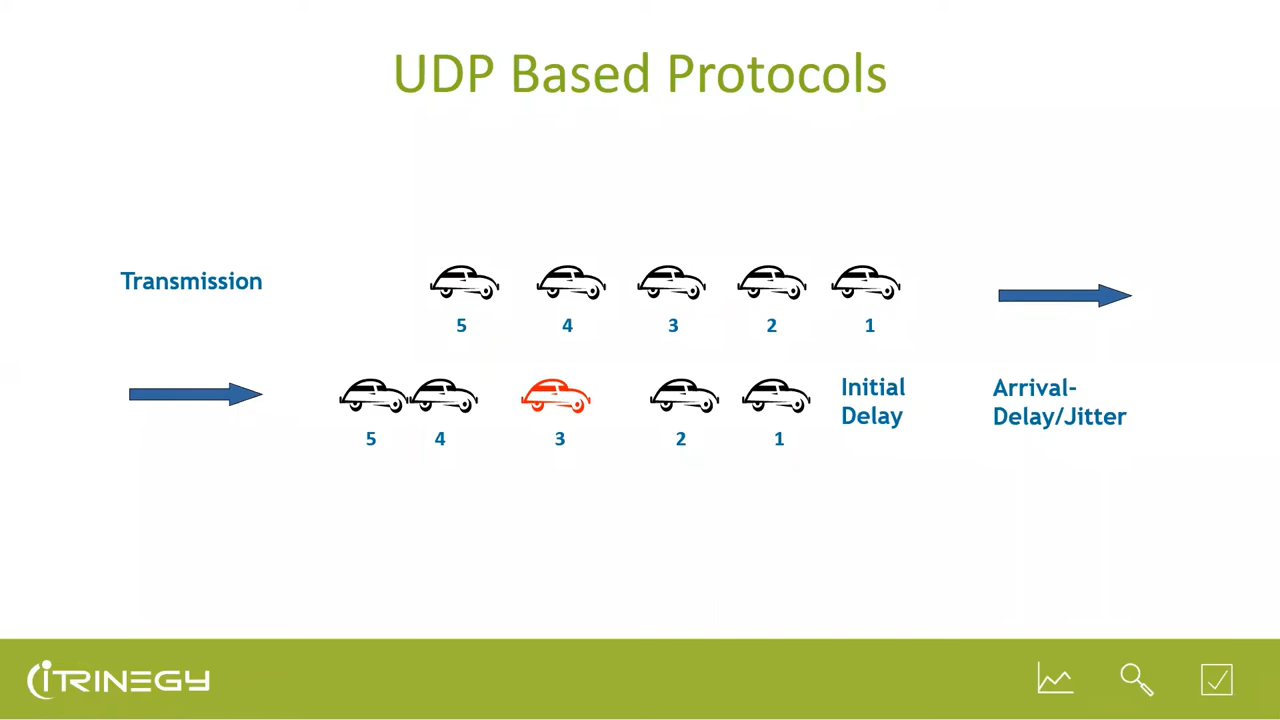 UDP Based Protocols
Transmission
5 4 3 2 1
Initial
Delay
Arrival-
Delay/Jitter
5 4 3 2 1
iTRINEGY